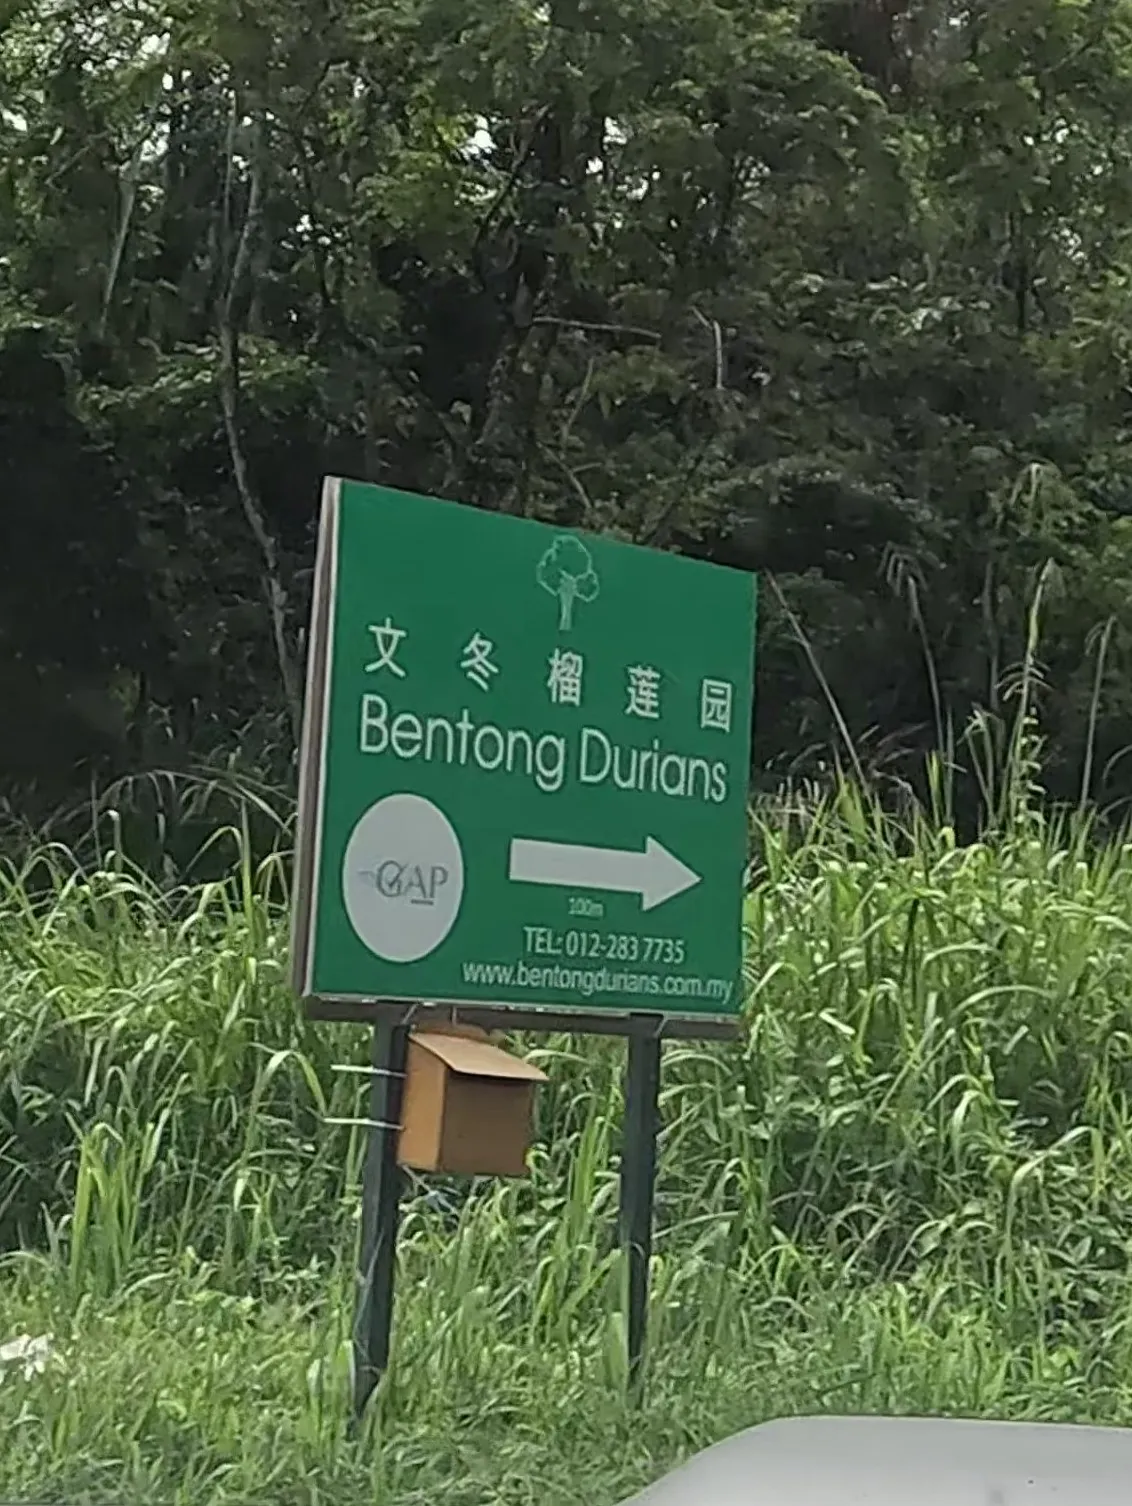 文冬榴莲园
Bentong Durians
GAP
100m
TEL: 012-283 7735
www.bentongdurians.com.my